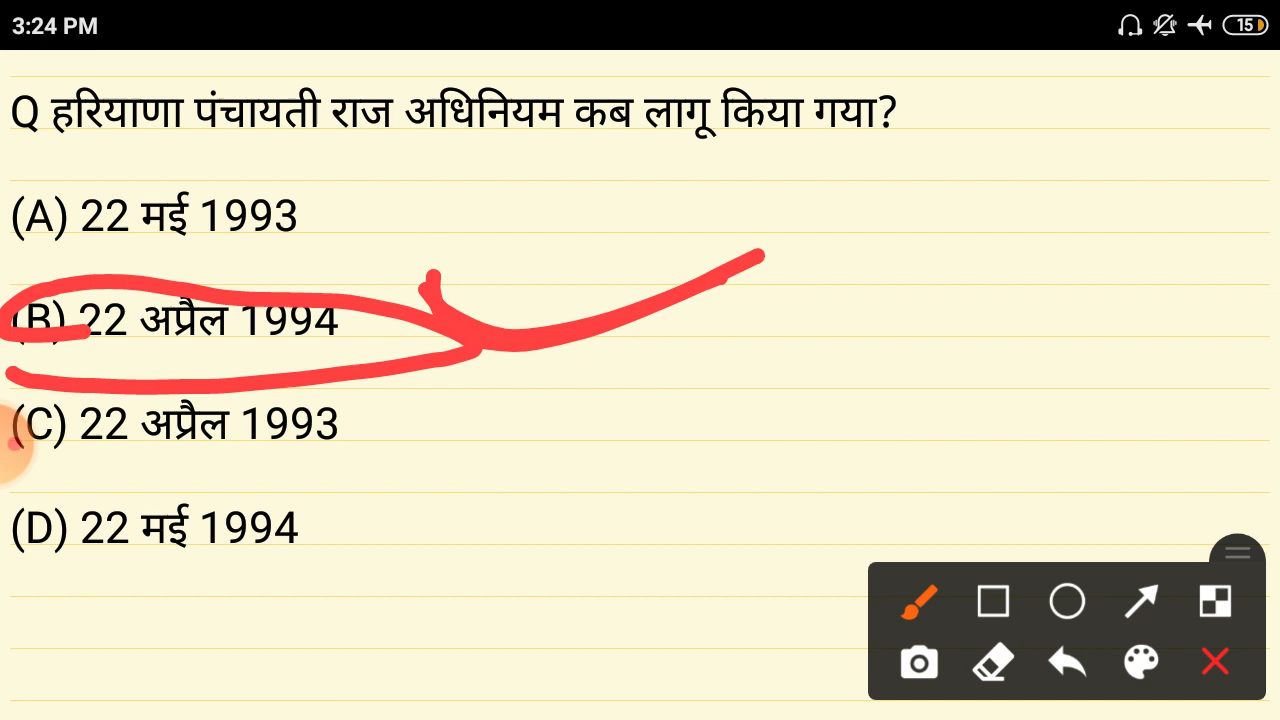 3:24 PM
15
Q हरियाणा पंचायती राज अधिनियम कब लागू किया गया?
(A) 22 मई 1993
(B) 22 अप्रैल 1994
(C) 22 अप्रैल 1993
(D) 22 मई 1994